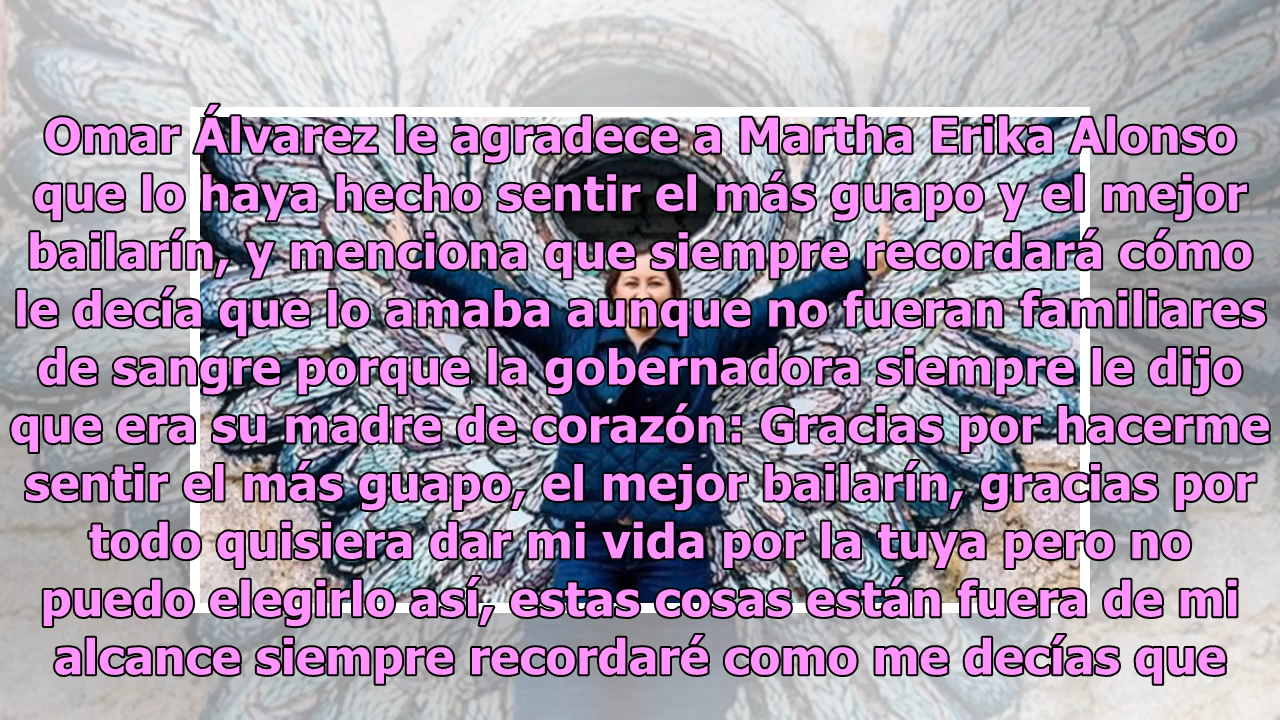 Omar Álvarez le agradece a Martha Erika Alonso
que lo haya hecho sentir el más guapo y el mejor
bailarín, y menciona que siempre recordará cómo
le decía que lo amaba aunque no fueran familiares
de sangre porque la gobernadora siempre le dijo
que era su madre de corazón: Gracias por hacerme
sentir el más guapo, el mejor bailarín, gracias por
todo quisiera dar mi vida por la tuya pero no
puedo elegirlo así, estas cosas están fuera de mi
alcance siempre recordaré como me decías que